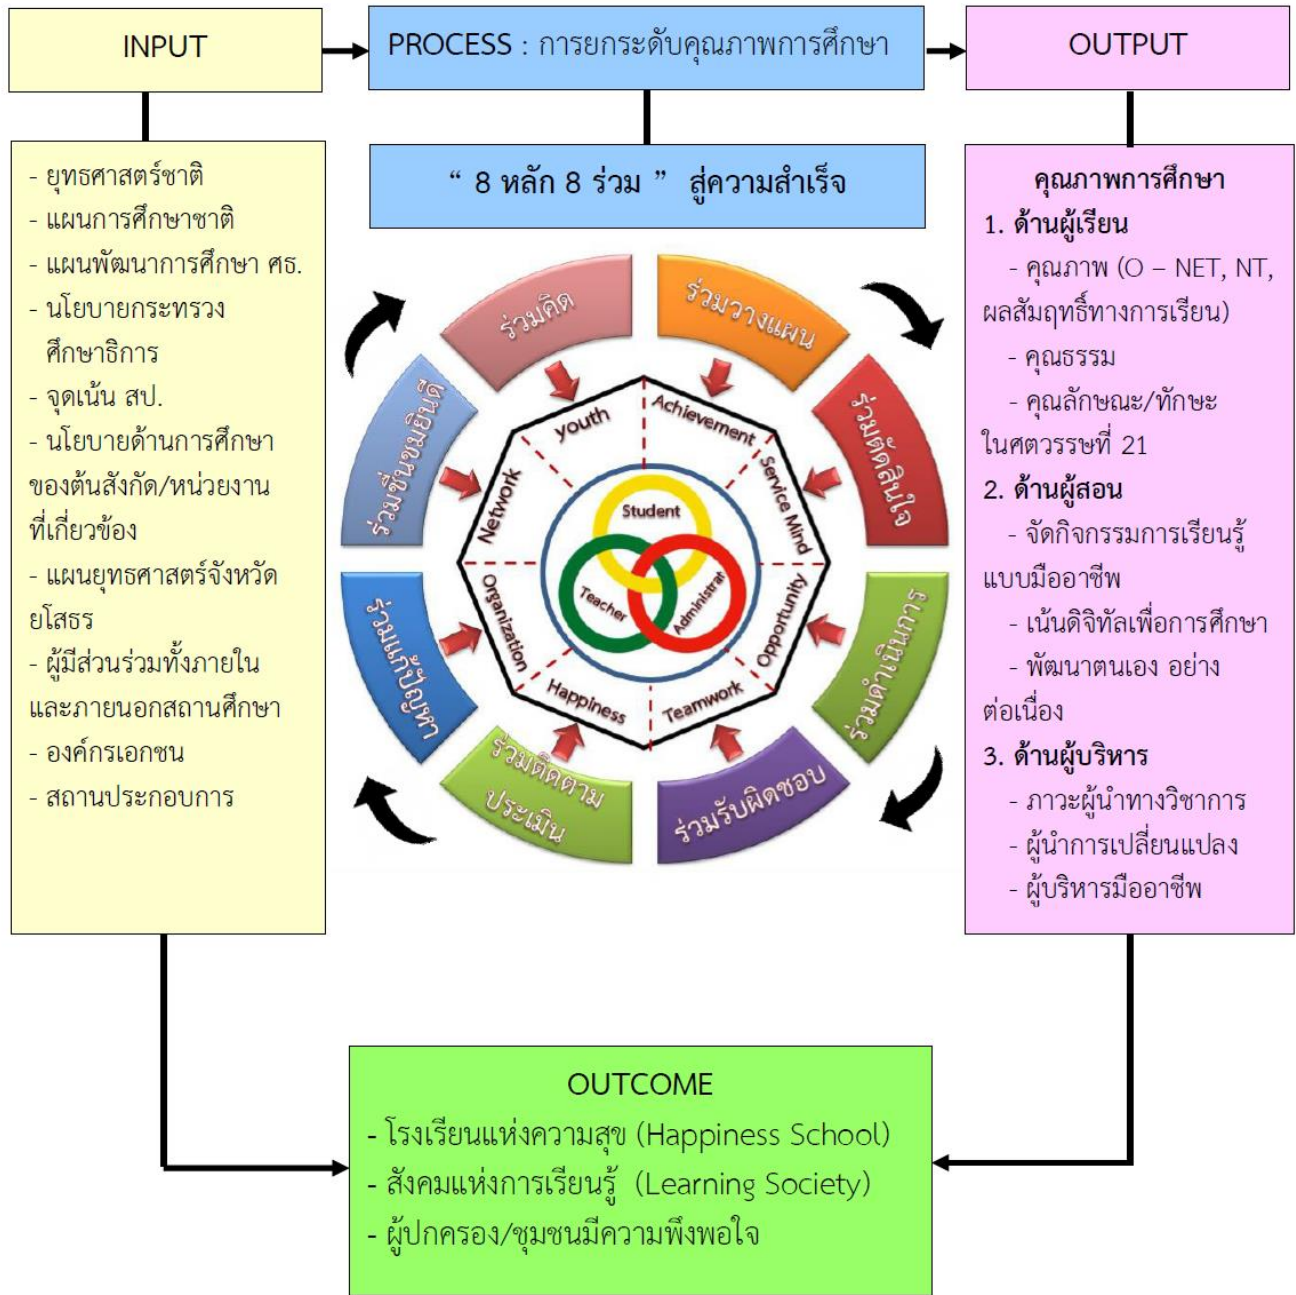 INPUT
PROCESS : การยกระดับคุณภาพการศึกษา
OUTPUT
- ยุทธศาสตร์ชาติ
- แผนการศึกษาชาติ
- แผนพัฒนาการศึกษา ศธ.
- นโยบายกระทรวง
ศึกษาธิการ
- จุดเน้น สป.
- นโยบายด้านการศึกษา
ของต้นสังกัด/หน่วยงาน
ที่เกี่ยวข้อง
- แผนยุทธศาสตร์จังหวัด
ยโสธร
- ผู้มีส่วนร่วมทั้งภายใน
และภายนอกสถานศึกษา
- องค์กรเอกชน
- สถานประกอบการ
“ 8 หลัก 8 ร่วม ” สู่ความสำเร็จ
ร่วมคิด
ร่วมวางแผน
ร่วมตัดสินใจ
ร่วมดำเนินการ
ร่วมรับผิดชอบ
ร่วมติดตาม
ประเมิน
ร่วมแก้ปัญหา
ร่วมชื่นชมยินดี
youth
Achievement
Service Mind
Opportunity
Teamwork
Happiness
Organization
Network
Student
Teacher
Administrat
คุณภาพการศึกษา
1. ด้านผู้เรียน
- คุณภาพ (O – NET, NT,
ผลสัมฤทธิ์ทางการเรียน)
- คุณธรรม
- คุณลักษณะ/ทักษะ
ในศตวรรษที่ 21
2. ด้านผู้สอน
- จัดกิจกรรมการเรียนรู้
แบบมืออาชีพ
- เน้นดิจิทัลเพื่อการศึกษา
- พัฒนาตนเอง อย่าง
ต่อเนื่อง
3. ด้านผู้บริหาร
- ภาวะผู้นำทางวิชาการ
- ผู้นำการเปลี่ยนแปลง
- ผู้บริหารมืออาชีพ
OUTCOME
- โรงเรียนแห่งความสุข (Happiness School)
- สังคมแห่งการเรียนรู้ (Learning Society)
- ผู้ปกครอง/ชุมชนมีความพึงพอใจ